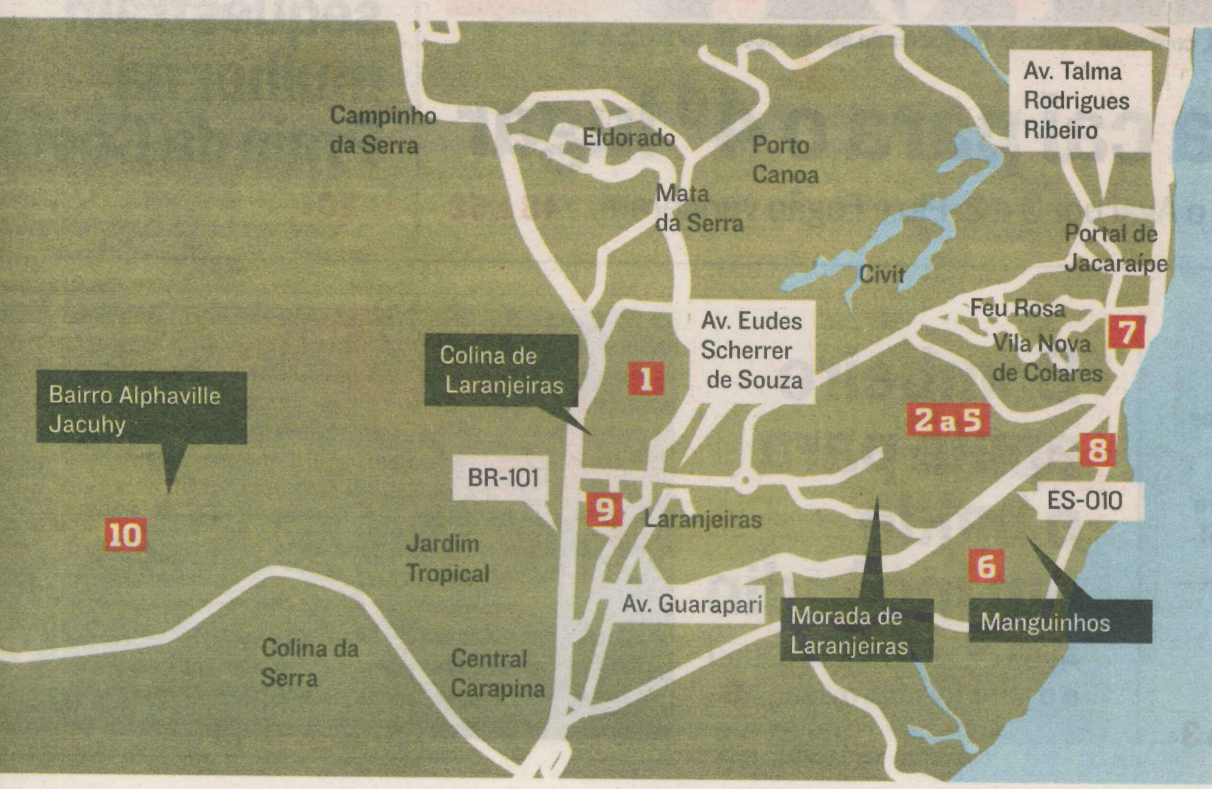 Av. Talma
Rodrigues
Ribeiro
Campinho
da Serra
Eldorado
Porto
Canoa
Mata
da Serra
Portal de
Jacaraípe
Civit
Feu Rosa
Vila Nova
de Colares
7
Av. Eudes
Scherrer
de Souza
Colina de
Laranjeiras
1
Bairro Alphaville
Jacuhy
2 a 5
8
BR-101
ES-010
9
Laranjeiras
10
Jardim
Tropical
6
Av. Guarapari
Morada de
Laranjeiras
Manguinhos
Colina da
Serra
Central
Carapina